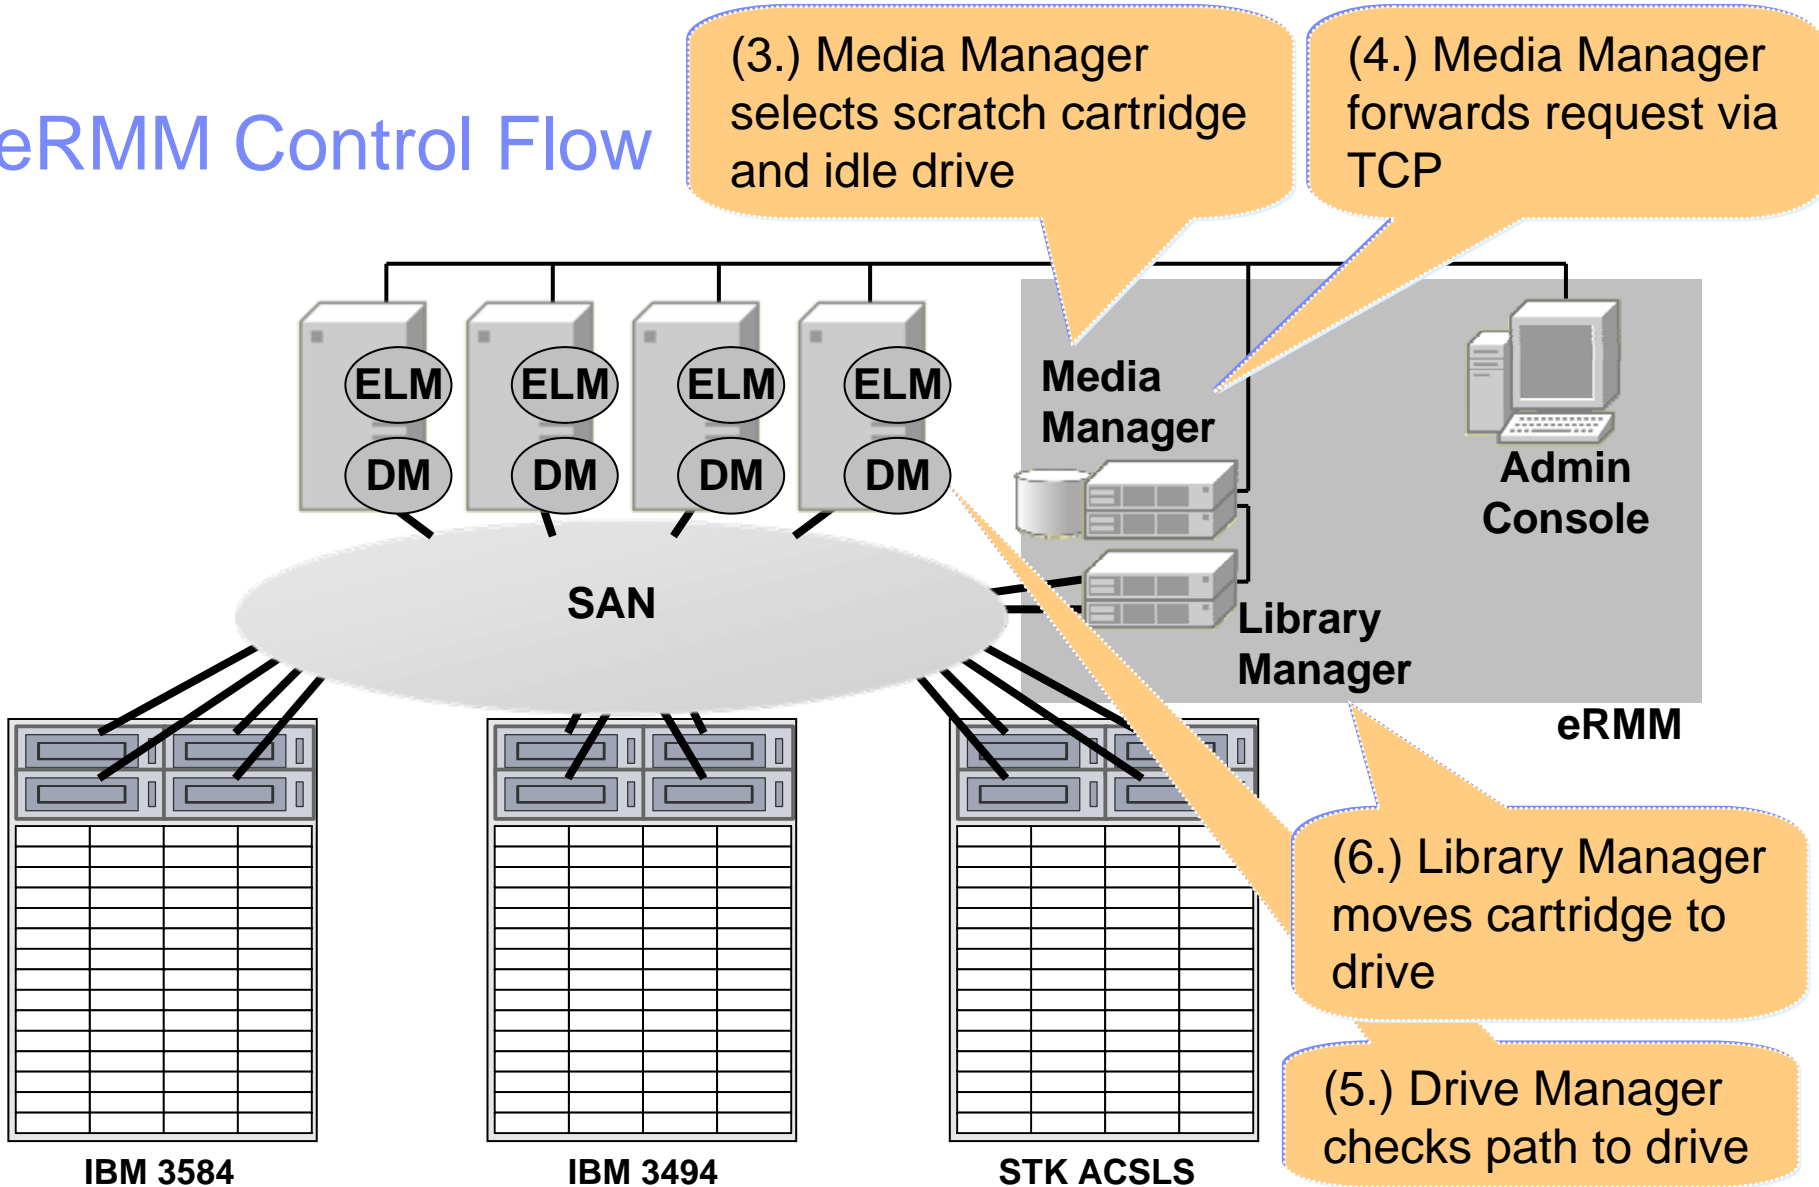 (3.) Media Manager
selects scratch cartridge
and idle drive
(4.) Media Manager
forwards request via
TCP
eRMM Control Flow
ELM
ELM
ELM
ELM
DM
DM
DM
DM
Media
Manager
Admin
Console
SAN
Library
Manager
eRMM
(6.) Library Manager
moves cartridge to
drive
(5.) Drive Manager
checks path to drive
IBM 3584
IBM 3494
STK ACSLS